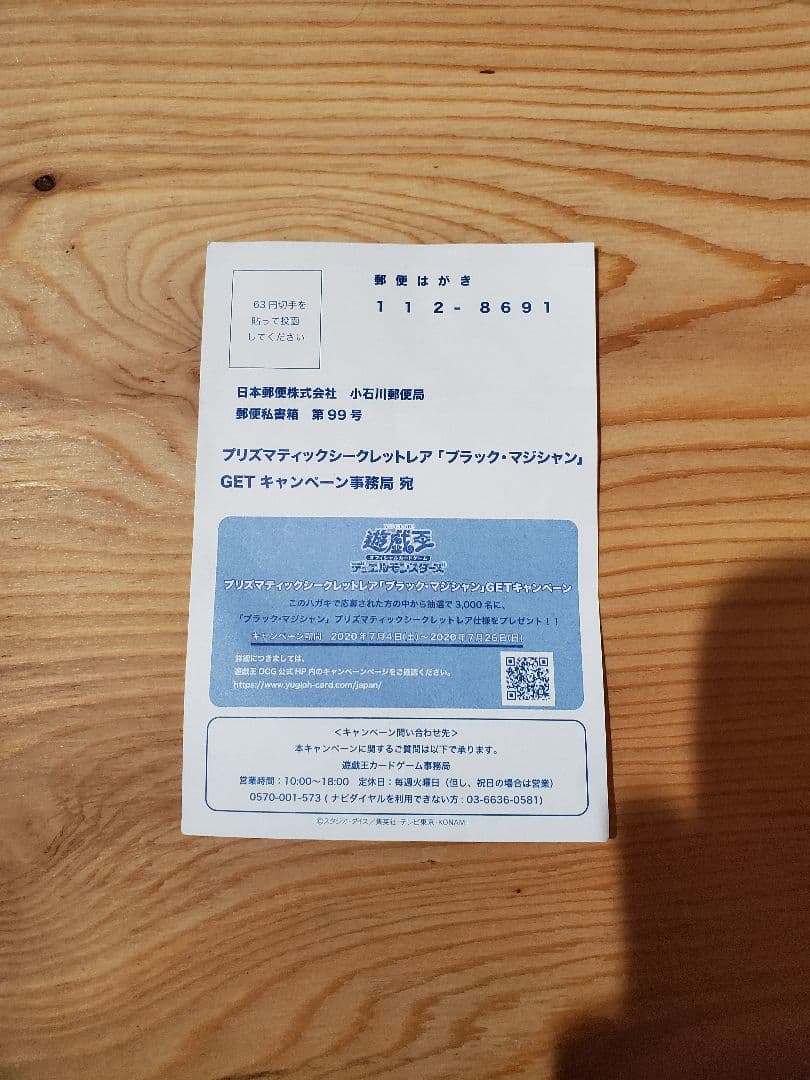 63円切手を
貼って投函
してください
郵便はがき
112-8691
日本郵便株式会社 小石川郵便局
郵便私書箱 第99号
プリズマティックシークレットレア「ブラック・マジシャン」
GETキャンペーン事務局 宛
遊戯王
オフィシャルカードゲーム
デュエルモンスターズ
プリズマティックシークレットレア「ブラック・マジシャン」GETキャンペーン
このハガキで応募された方の中から抽選で3,000名に、
「ブラック・マジシャン」プリズマティックシークレットレア仕様をプレゼント！！
キャンペーン期間 2020年7月4日(土)～2020年7月26日(日)
詳細につきましては、
遊戯王OCG公式HP内のキャンペーンページをご確認ください。
https://www.yugioh-card.com/japan/
＜キャンペーン問い合わせ先＞
本キャンペーンに関するご質問は以下で承ります。
遊戯王カードゲーム事務局
営業時間：10:00～18:00 定休日：毎週火曜日（但し、祝日の場合は営業）
0570-001-573 (ナビダイヤルを利用できない方：03-6636-0581)
©スタジオ・ダイス／集英社・テレビ東京・KONAMI